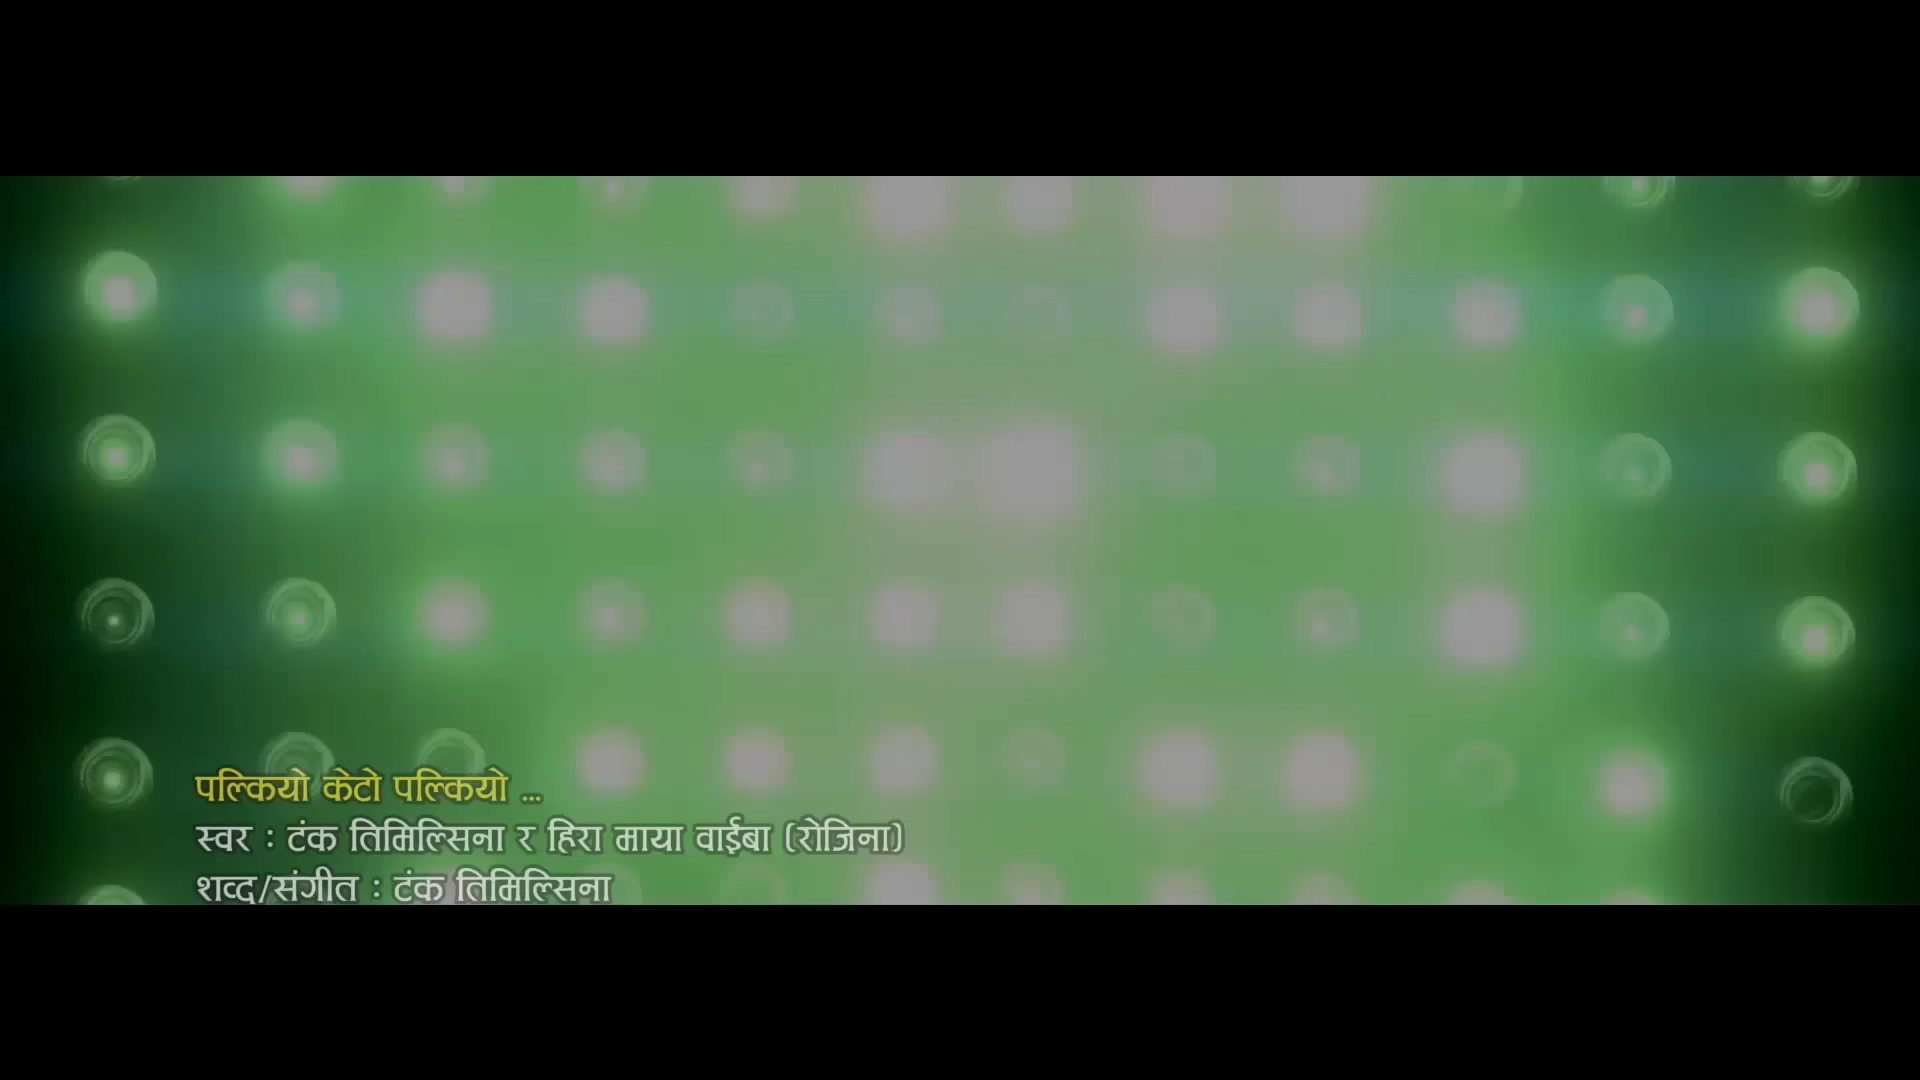 पल्कियो केटो पल्कियो ...
स्वर : टंक तिमिल्सिना र हिरा माया वाईबा (रोजिना)
शव्द/संगीत : टंक तिमिल्सिना